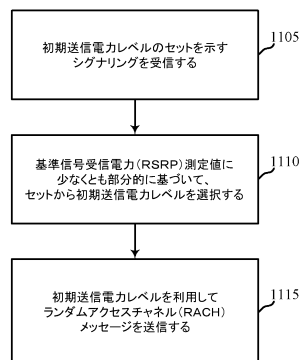 初期送信電力レベルのセットを示す
シグナリングを受信する
1105
基準信号受信電力(RSRP)測定値に
少なくとも部分的に基づいて、
セットから初期送信電力レベルを選択する
1110
初期送信電力レベルを利用して
ランダムアクセスチャネル(RACH)
メッセージを送信する
1115